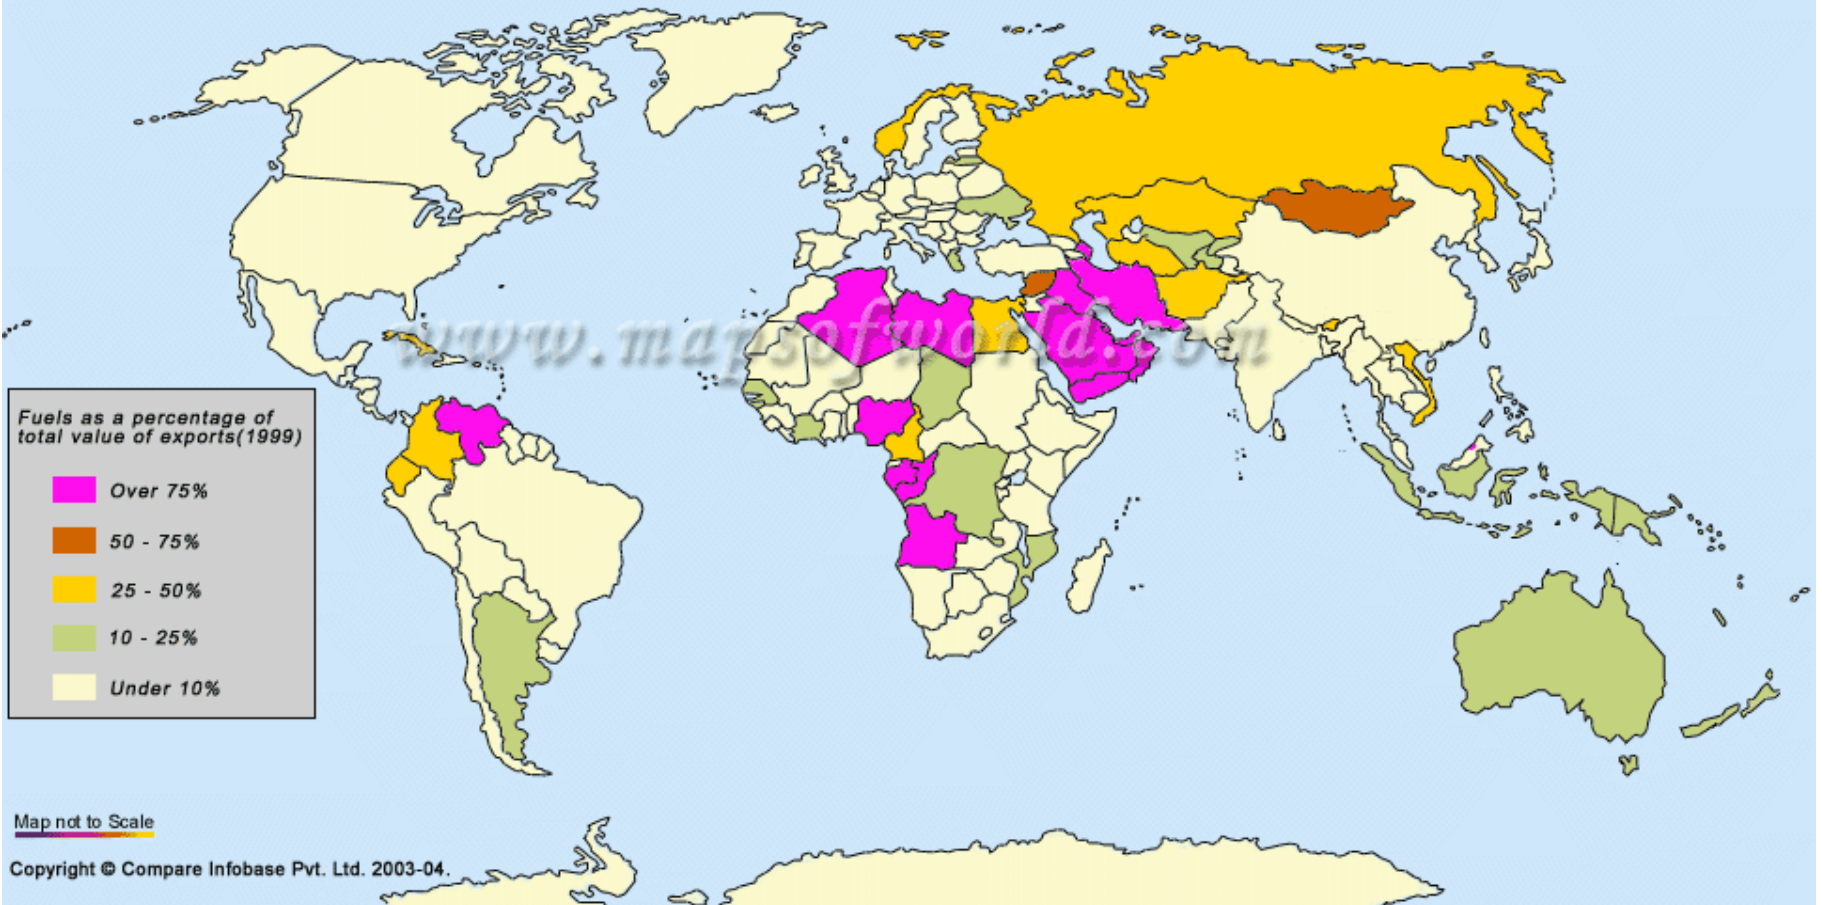 www.mapsofworld.com
Fuels as a percentage of
total value of exports(1999)
Over 75%
50 - 75%
25 - 50%
10 - 25%
Under 10%
Map not to Scale
Copyright © Compare Infobase Pvt. Ltd. 2003-04.